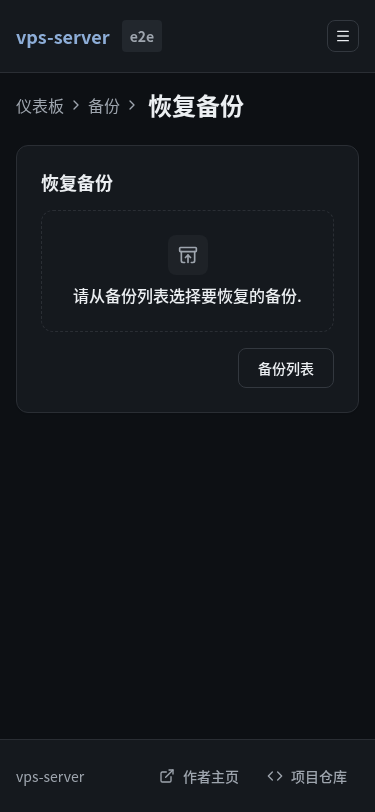 vps-server e2e
仪表板 备份 恢复备份
恢复备份
请从备份列表选择要恢复的备份.
备份列表
vps-server 作者主页 项目仓库